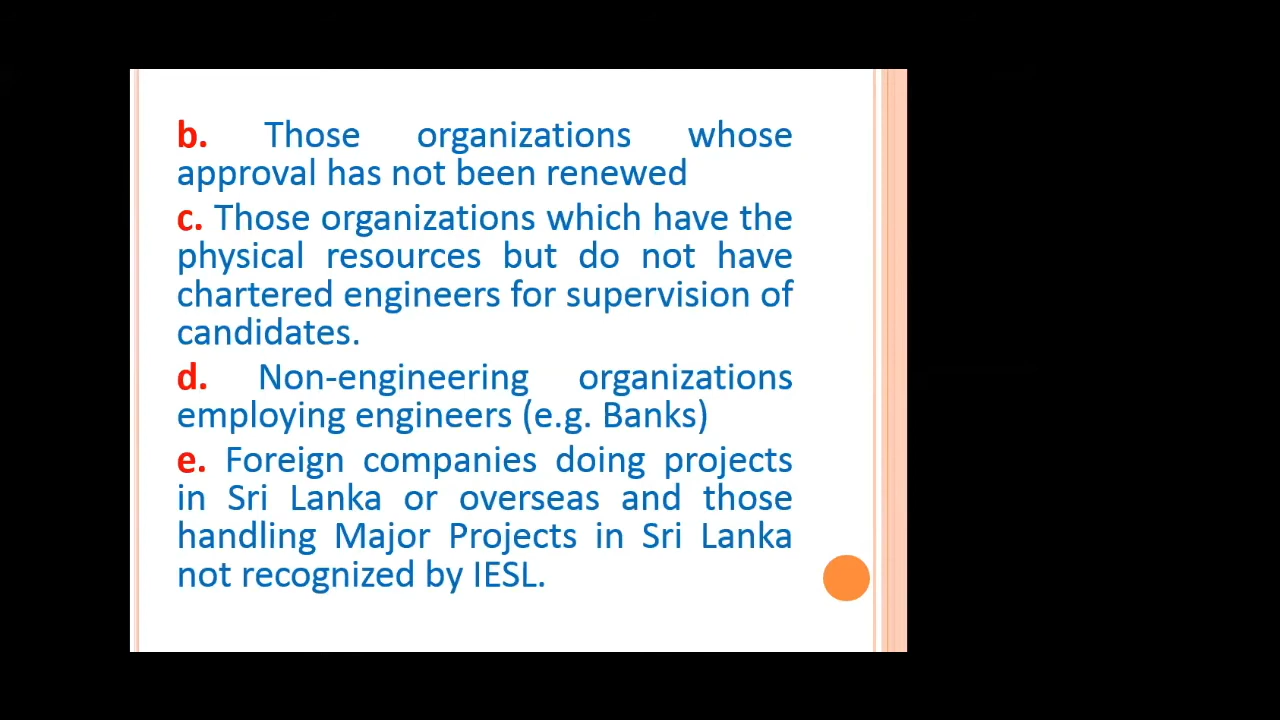 b. Those organizations whose
approval has not been renewed
c. Those organizations which have the
physical resources but do not have
chartered engineers for supervision of
candidates.
d. Non-engineering organizations
employing engineers (e.g. Banks)
e. Foreign companies doing projects
in Sri Lanka or overseas and those
handling Major Projects in Sri Lanka
not recognized by IESL.